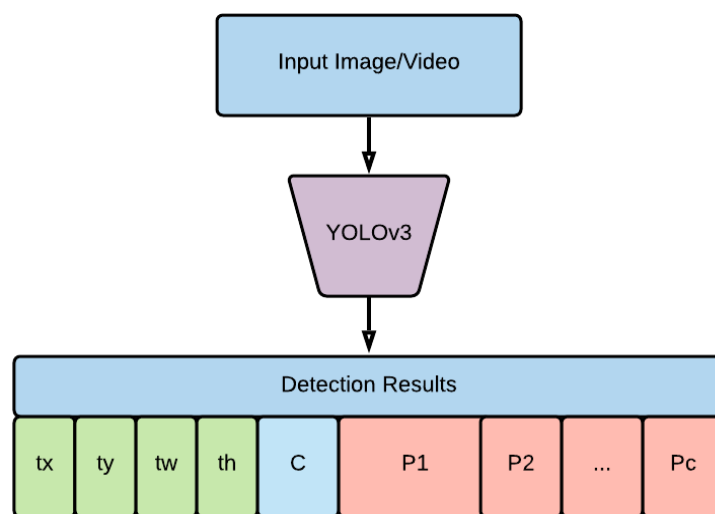 Input Image/Video
YOLOv3
Detection Results
tx ty tw th C P1 P2 ... Pc